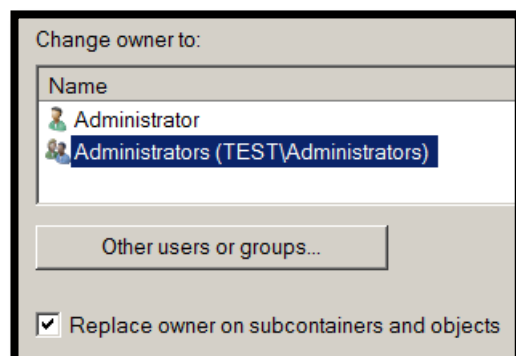 Change owner to:
Name
Administrator
Administrators (TEST\Administrators)
Other users or groups...
Replace owner on subcontainers and objects